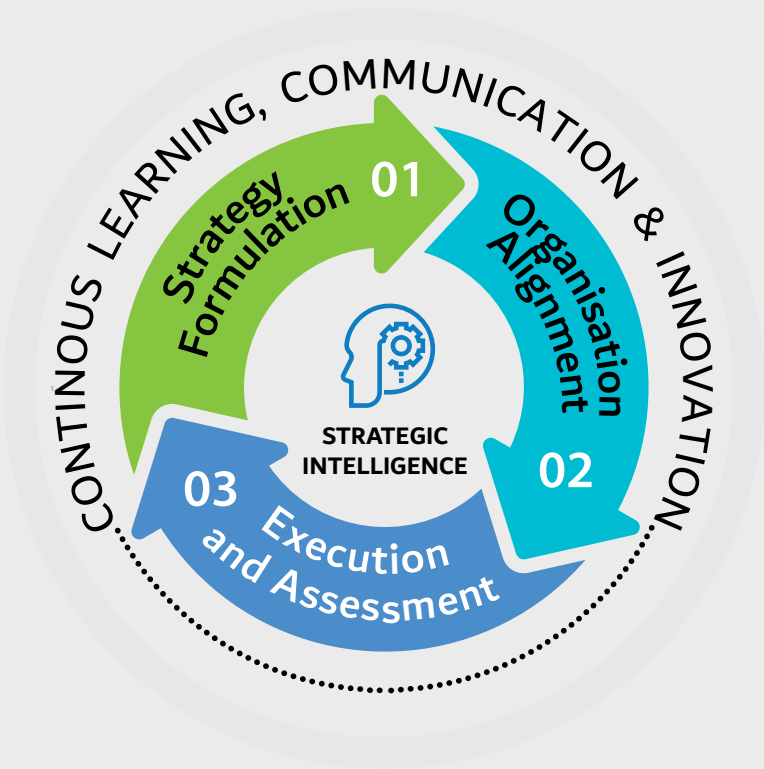 CONTINOUS LEARNING, COMMUNICATION & INNOVATION
01
Strategy
Formulation
Organisation
Alignment
02
03
Execution
and Assessment
STRATEGIC
INTELLIGENCE